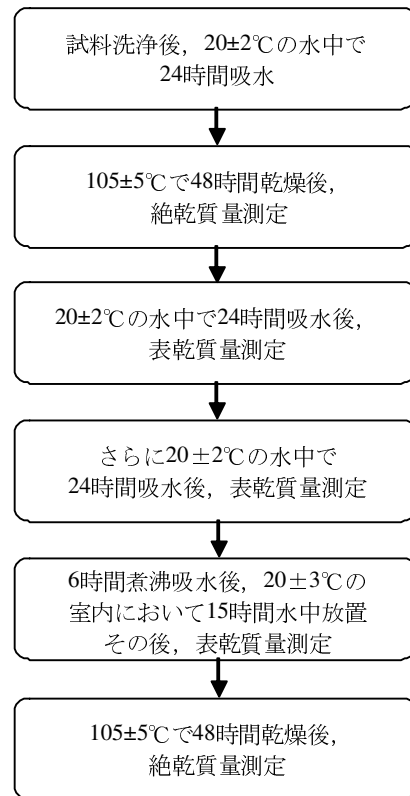 試料洗浄後，20±2℃の水中で
24時間吸水
105±5℃で48時間乾燥後，
絶乾質量測定
20±2℃の水中で24時間吸水後，
表乾質量測定
さらに20±2℃の水中で
24時間吸水後，表乾質量測定
6時間煮沸吸水後，20±3℃の
室内において15時間水中放置
その後，表乾質量測定
105±5℃で48時間乾燥後，
絶乾質量測定